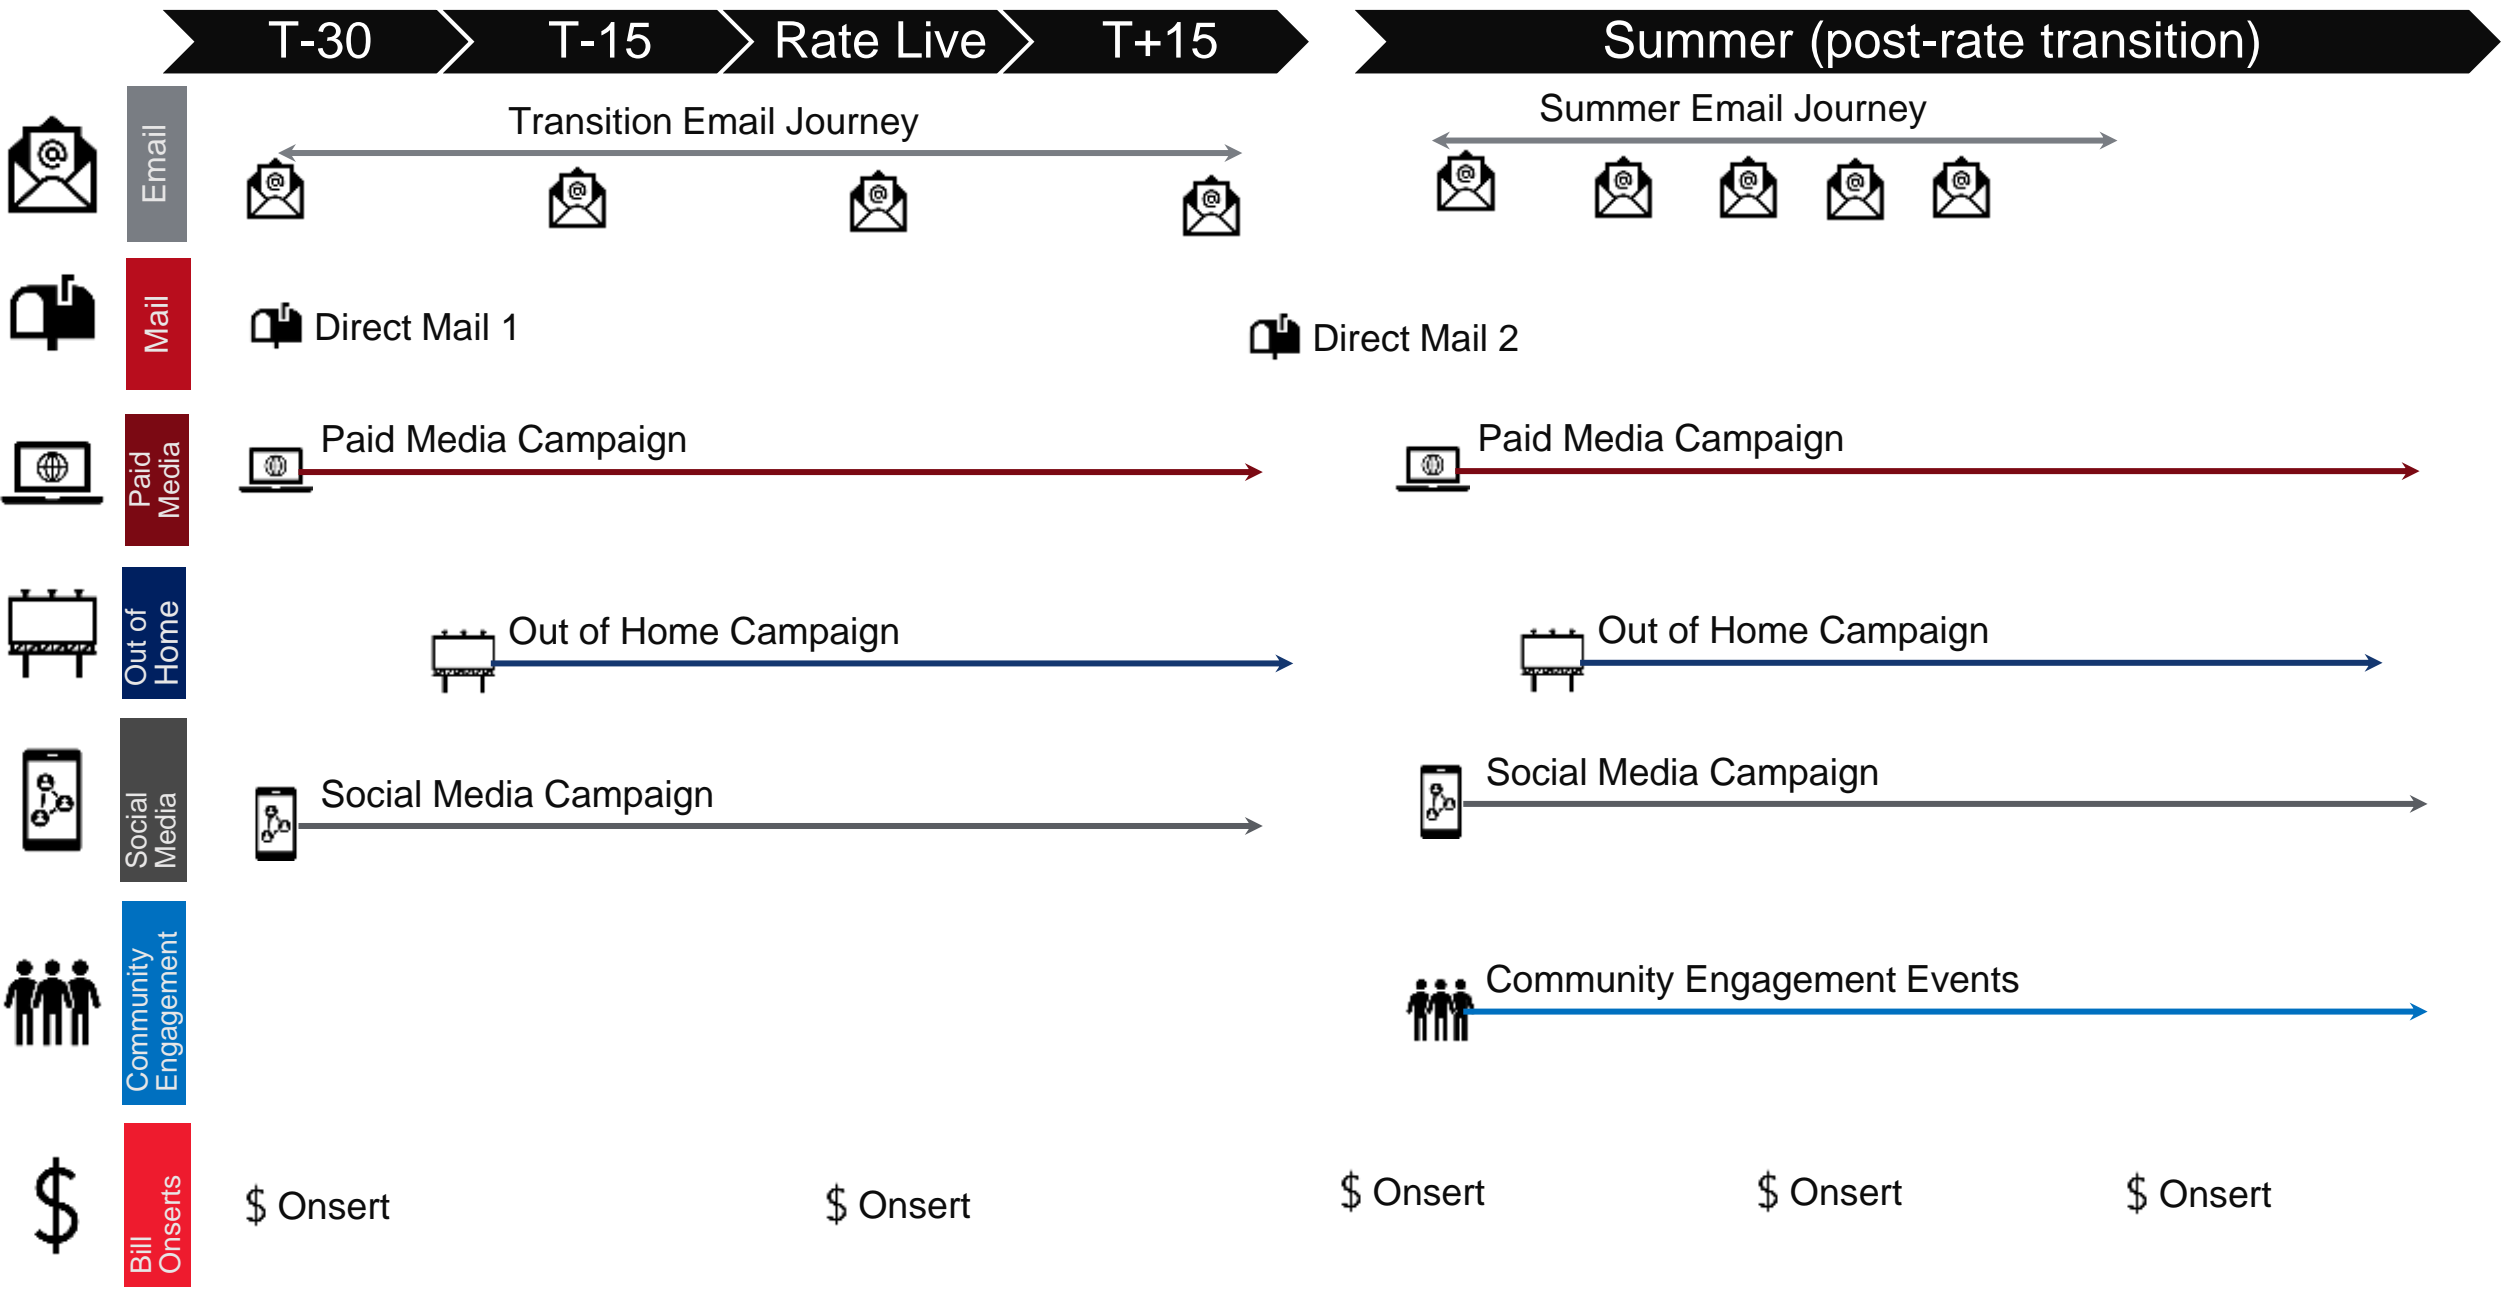 T-30
T-15
Rate Live
T+15
Summer (post-rate transition)
Email
Transition Email Journey
Summer Email Journey
@
@
@
@
@
@
@
@
@
@
Mail
Direct Mail 1
Direct Mail 2
Paid
Media
Paid Media Campaign
Paid Media Campaign
Out of
Home
Out of Home Campaign
Out of Home Campaign
Social
Media
Social Media Campaign
Social Media Campaign
Community
Engagement
Community Engagement Events
Bill
Onserts
$
$ Onsert
$ Onsert
$ Onsert
$ Onsert
$ Onsert